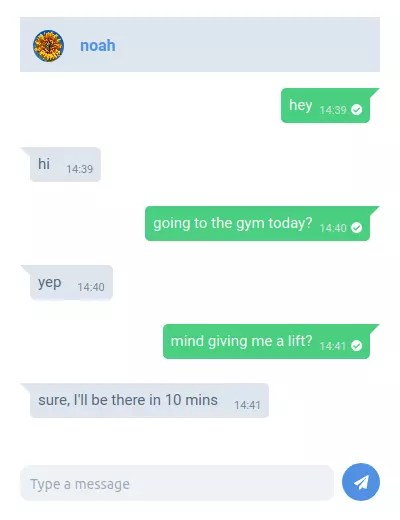 noah
hey 14:39
hi 14:39
going to the gym today? 14:40
yep 14:40
mind giving me a lift? 14:41
sure, I'll be there in 10 mins 14:41
Type a message